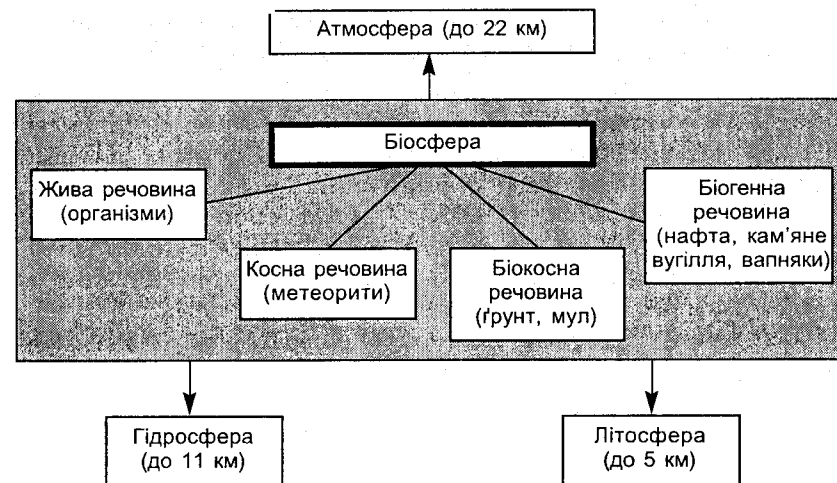 Атмосфера (до 22 км)
Біосфера
Жива речовина
(організми)
Косна речовина
(метеорити)
Біокосна
речовина
(ґрунт, мул)
Біогенна
речовина
(нафта, кам’яне
вугілля, вапняки)
Гідросфера
(до 11 км)
Літосфера
(до 5 км)